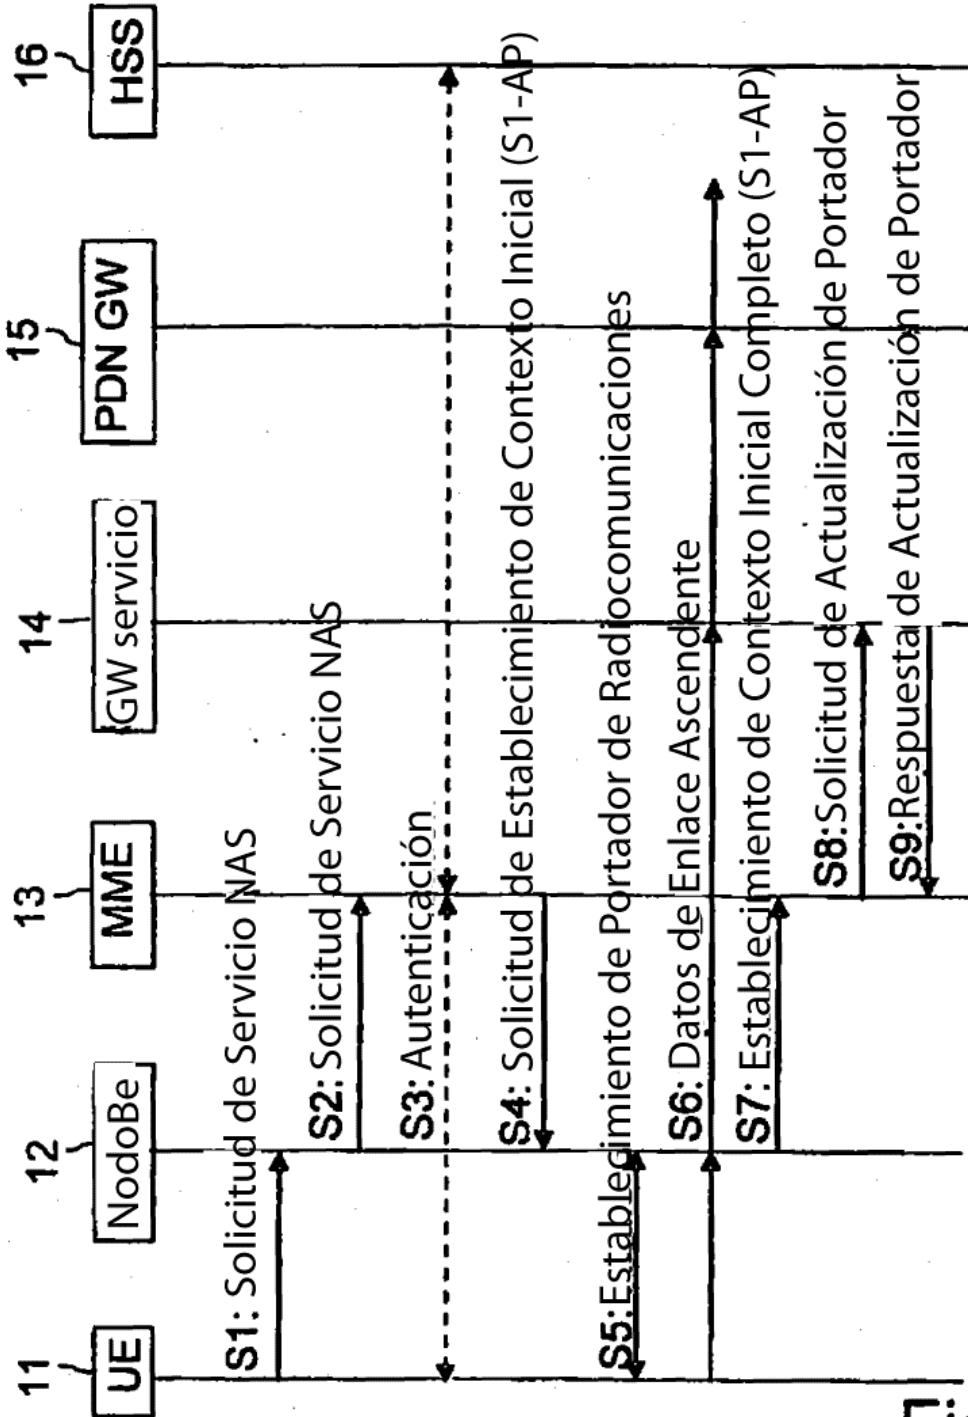 11
12
13
14
15
16
UE
NodoBe
MME
GW servicio
PDN GW
HSS
S1: Solicitud de Servicio NAS
S2: Solicitud de Servicio NAS
S3: Autenticación
S4: Solicitud de Establecimiento de Contexto Inicial (S1-AP)
S5:Establecimiento de Portador de Radiocomunicaciones
S6: Datos de Enlace Ascendente
S7: Establecimiento de Contexto Inicial Completo (S1-AP)
S8:Solicitud de Actualización de Portador
S9:Respuesta de Actualización de Portador